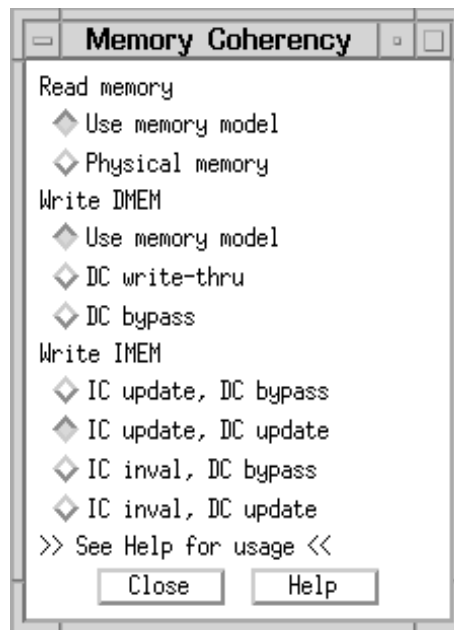 Memory Coherency
Read memory
Use memory model
Physical memory
Write DMEM
Use memory model
DC write-thru
DC bypass
Write IMEM
IC update, DC bypass
IC update, DC update
IC inval, DC bypass
IC inval, DC update
>> See Help for usage <<
Close Help